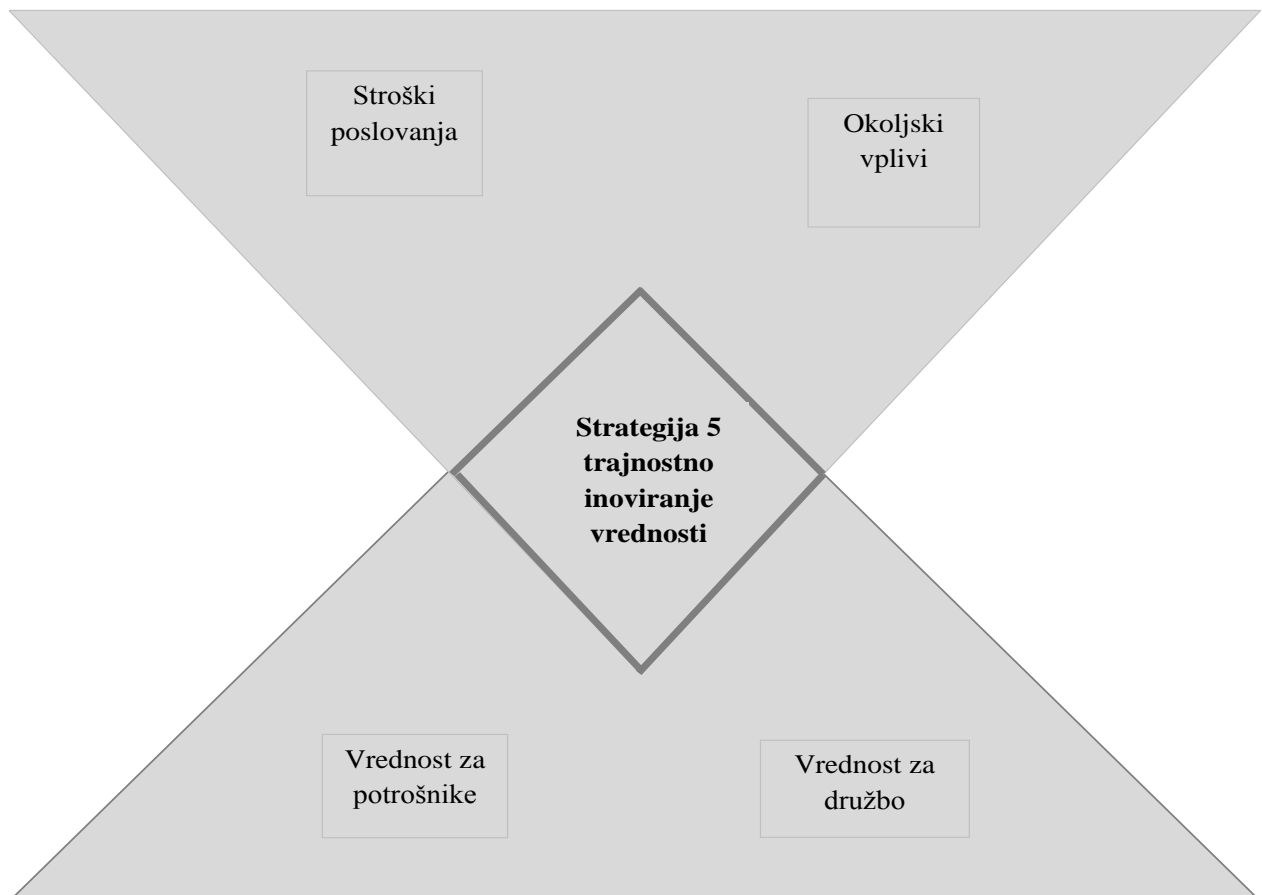 Stroški
poslovanja
Okoljski
vplivi
Strategija 5
trajnostno
inoviranje
vrednosti
Vrednost za
potrošnike
Vrednost za
družbo